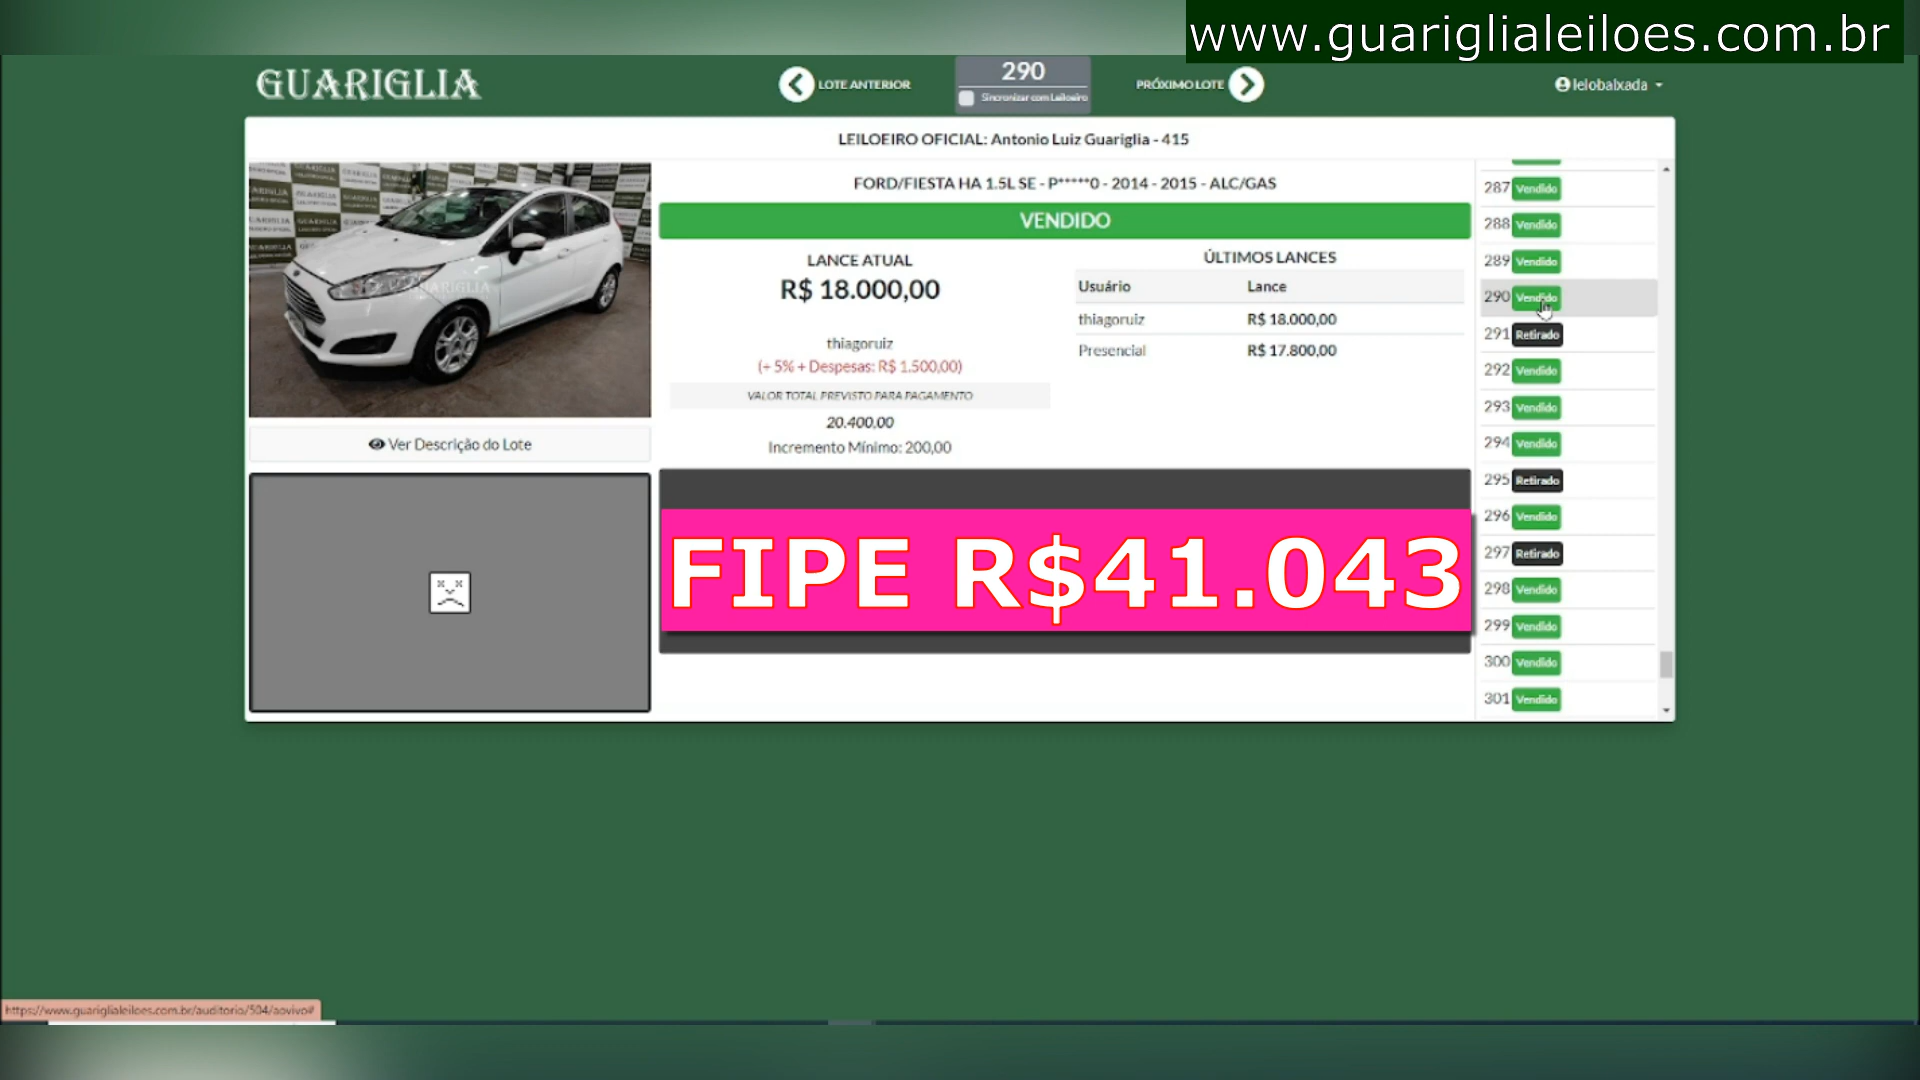 www.guariglialeiloes.com.br
GUARIGLIA
LOTE ANTERIOR
290
Sincronizar com Leiloeiro
PRÓXIMO LOTE
lelobaixada
LEILOEIRO OFICIAL: Antonio Luiz Guariglia - 415
FORD/FIESTA HA 1.5L SE - P*****0 - 2014 - 2015 - ALC/GAS
VENDIDO
LANCE ATUAL
R$ 18.000,00
thiagoruiz
(+ 5% + Despesas: R$ 1.500,00)
VALOR TOTAL PREVISTO PARA PAGAMENTO
20.400,00
Incremento Mínimo: 200,00
ÚLTIMOS LANCES
Usuário Lance
thiagoruiz R$ 18.000,00
Presencial R$ 17.800,00
Ver Descrição do Lote
FIPE R$41.043
287 Vendido
288 Vendido
289 Vendido
290 Vendido
291 Retirado
292 Vendido
293 Vendido
294 Vendido
295 Retirado
296 Vendido
297 Retirado
298 Vendido
299 Vendido
300 Vendido
301 Vendido
https://www.guariglialeiloes.com.br/auditorio/504/aovivo#